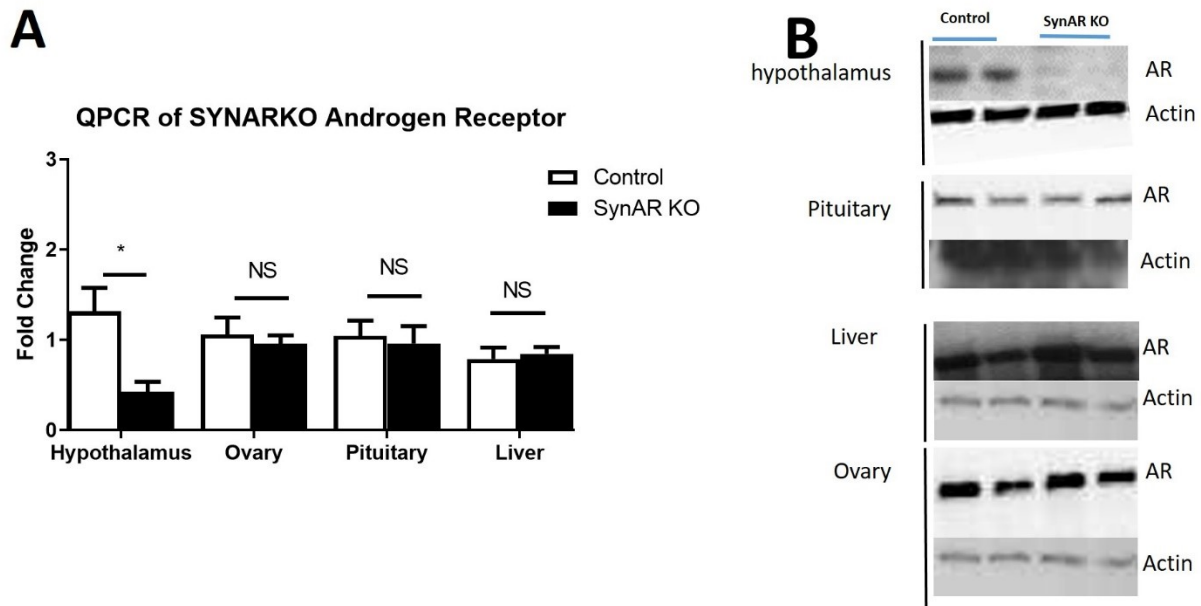 A
QPCR of SYNARKO Androgen Receptor
Fold Change
3
2
1
0
Control
SynAR KO
*
NS
NS
NS
Hypothalamus
Ovary
Pituitary
Liver
B
Control
SynAR KO
hypothalamus
AR
Actin
Pituitary
AR
Actin
Liver
AR
Actin
Ovary
AR
Actin